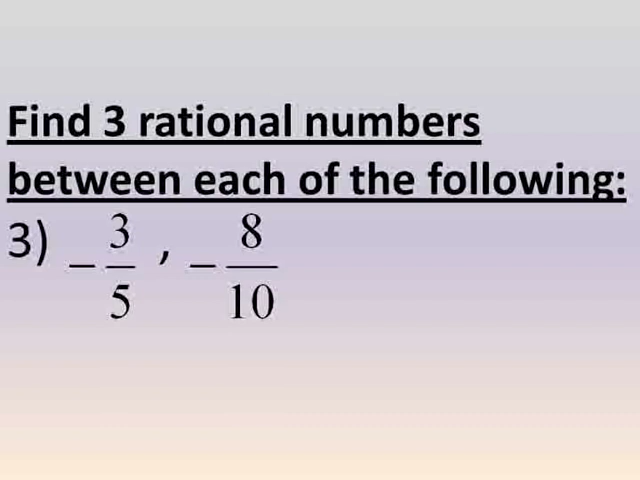 Find 3 rational numbers
between each of the following:
3) −3/5 , −8/10